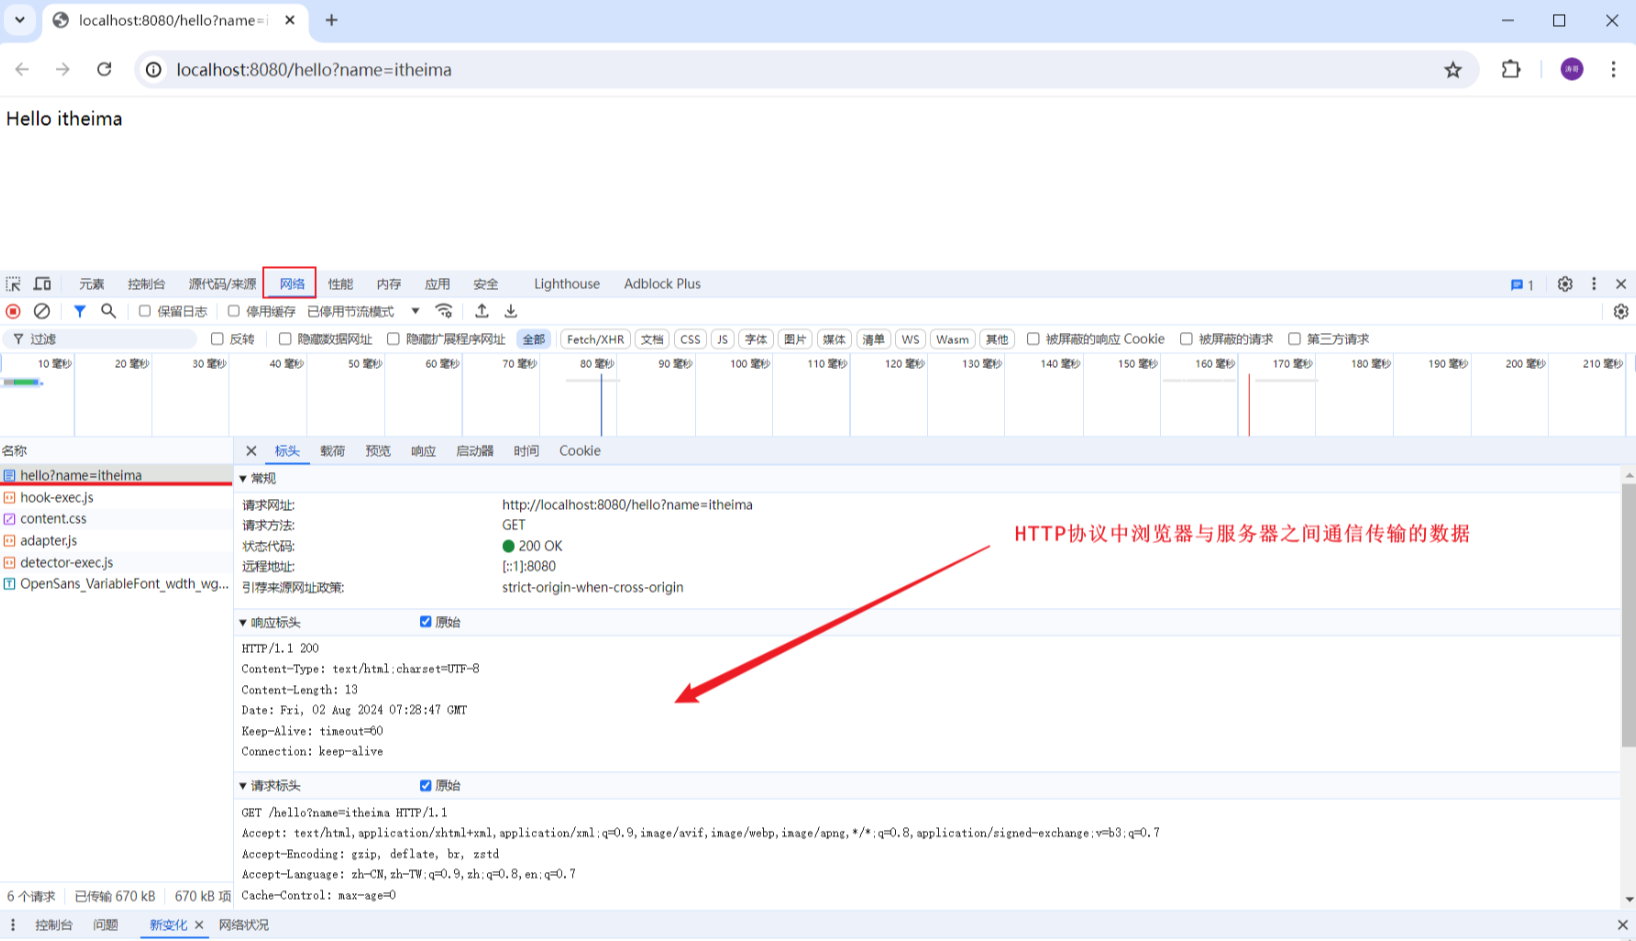 localhost:8080/hello?name=i
localhost:8080/hello?name=itheima
Hello itheima
元素 控制台 源代码/来源 网络 性能 内存 应用 安全 Lighthouse Adblock Plus 1
保留日志 停用缓存 已停用节流模式
过滤 反转 隐藏数据网址 隐藏扩展程序网址 全部 Fetch/XHR 文档 CSS JS 字体 图片 媒体 清单 WS Wasm 其他 被屏蔽的响应 Cookie 被屏蔽的请求 第三方请求
10 毫秒 20 毫秒 30 毫秒 40 毫秒 50 毫秒 60 毫秒 70 毫秒 80 毫秒 90 毫秒 100 毫秒 110 毫秒 120 毫秒 130 毫秒 140 毫秒 150 毫秒 160 毫秒 170 毫秒 180 毫秒 190 毫秒 200 毫秒 210 毫秒
名称
hello?name=itheima
hook-exec.js
content.css
adapter.js
detector-exec.js
OpenSans_VariableFont_wdth_wg...
标头 载荷 预览 响应 启动器 时间 Cookie
常规
请求网址: http://localhost:8080/hello?name=itheima
请求方法: GET
状态代码: 200 OK
远程地址: [::1]:8080
引荐来源网址政策: strict-origin-when-cross-origin
HTTP协议中浏览器与服务器之间通信传输的数据
响应标头 原始
HTTP/1.1 200
Content-Type: text/html;charset=UTF-8
Content-Length: 13
Date: Fri, 02 Aug 2024 07:28:47 GMT
Keep-Alive: timeout=60
Connection: keep-alive
请求标头 原始
GET /hello?name=itheima HTTP/1.1
Accept: text/html,application/xhtml+xml,application/xml;q=0.9,image/avif,image/webp,image/apng,*/*;q=0.8,application/signed-exchange;v=b3;q=0.7
Accept-Encoding: gzip, deflate, br, zstd
Accept-Language: zh-CN,zh-TW;q=0.9,zh;q=0.8,en;q=0.7
Cache-Control: max-age=0
6 个请求 已传输 670 kB 670 kB 项
控制台 问题 新变化 网络状况